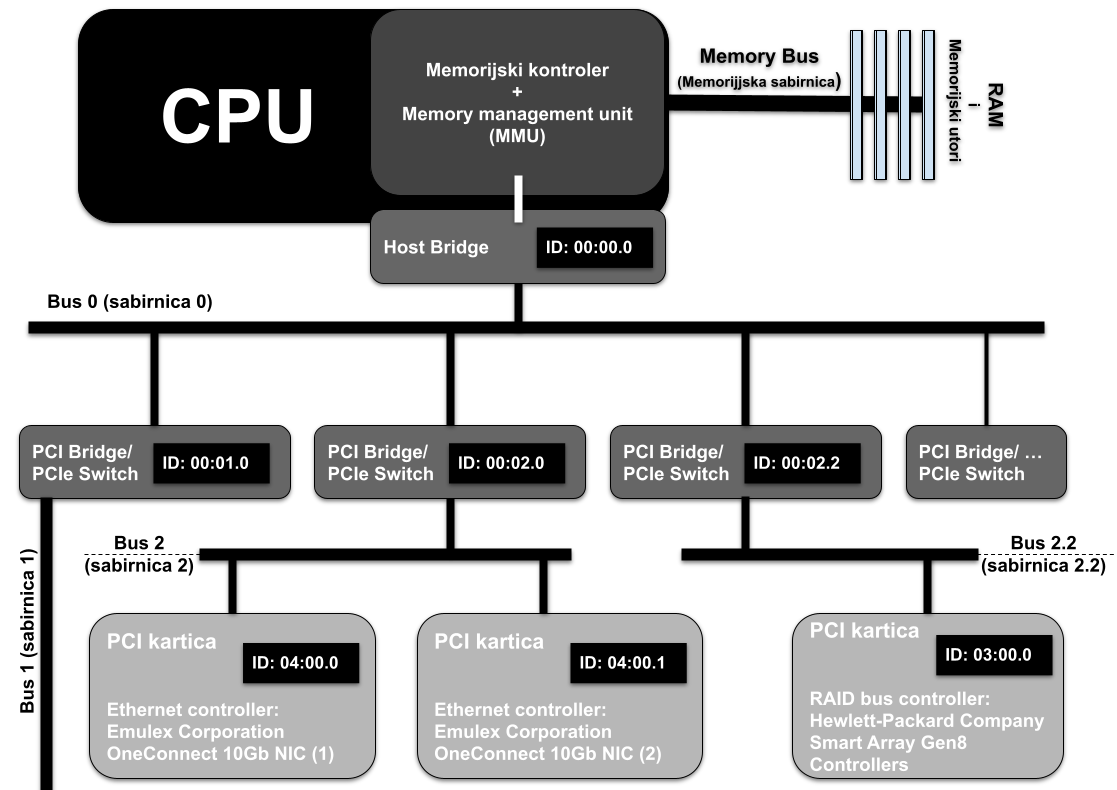 CPU
Memorijski kontroler
+
Memory management unit
(MMU)
Memory Bus
(Memorijjska sabirnica)
Memorijski utori
i
RAM
Host Bridge
ID: 00:00.0
Bus 0 (sabirnica 0)
PCI Bridge/
PCIe Switch
ID: 00:01.0
PCI Bridge/
PCIe Switch
ID: 00:02.0
PCI Bridge/
PCIe Switch
ID: 00:02.2
PCI Bridge/ ...
PCIe Switch
Bus 1 (sabirnica 1)
Bus 2
(sabirnica 2)
Bus 2.2
(sabirnica 2.2)
PCI kartica
ID: 04:00.0
Ethernet controller:
Emulex Corporation
OneConnect 10Gb NIC (1)
PCI kartica
ID: 04:00.1
Ethernet controller:
Emulex Corporation
OneConnect 10Gb NIC (2)
PCI kartica
ID: 03:00.0
RAID bus controller:
Hewlett-Packard Company
Smart Array Gen8
Controllers